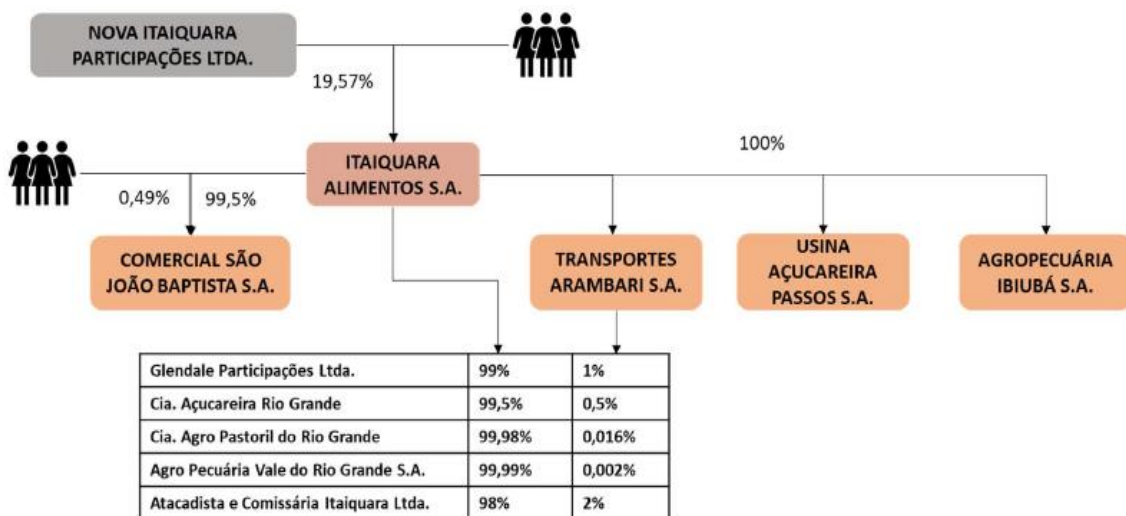 NOVA ITAIQUARA
PARTICIPAÇÕES LTDA.
19,57%
ITAIQUARA
ALIMENTOS S.A.
100%
0,49%
99,5%
COMERCIAL SÃO
JOÃO BAPTISTA S.A.
TRANSPORTES
ARAMBARI S.A.
USINA
AÇUCAREIRA
PASSOS S.A.
AGROPECUÁRIA
IBIUBÁ S.A.
Glendale Participações Ltda. 99% 1%
Cia. Açucareira Rio Grande 99,5% 0,5%
Cia. Agro Pastoril do Rio Grande 99,98% 0,016%
Agro Pecuária Vale do Rio Grande S.A. 99,99% 0,002%
Atacadista e Comissária Itaiquara Ltda. 98% 2%